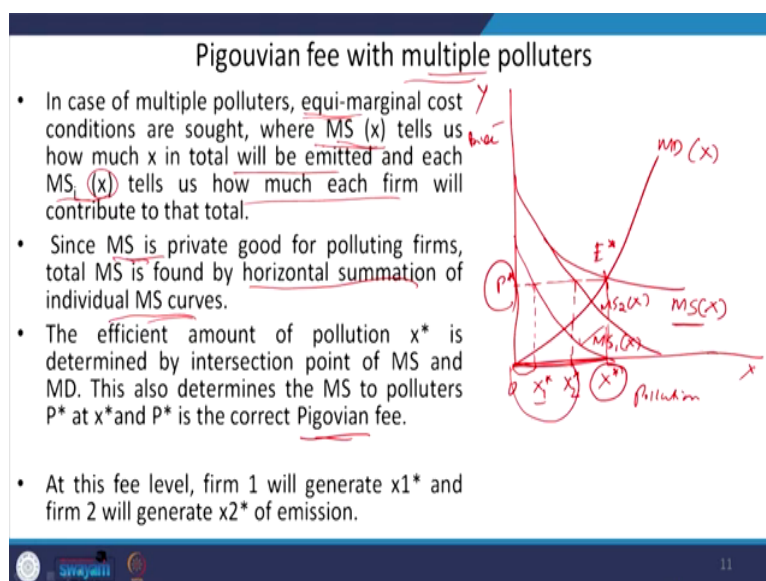 Pigouvian fee with multiple polluters
• In case of multiple polluters, equi-marginal cost
conditions are sought, where MS (x) tells us
how much x in total will be emitted and each
MSi (x) tells us how much each firm will
contribute to that total.
• Since MS is private good for polluting firms,
total MS is found by horizontal summation of
individual MS curves.
• The efficient amount of pollution x* is
determined by intersection point of MS and
MD. This also determines the MS to polluters
P* at x*and P* is the correct Pigovian fee.
• At this fee level, firm 1 will generate x1* and
firm 2 will generate x2* of emission.
Y
MD(X)
E*
P*
MS2(X)
MS(X)
MS1(X)
0
X1*
X2*
X*
X
Pollution
swayam
11